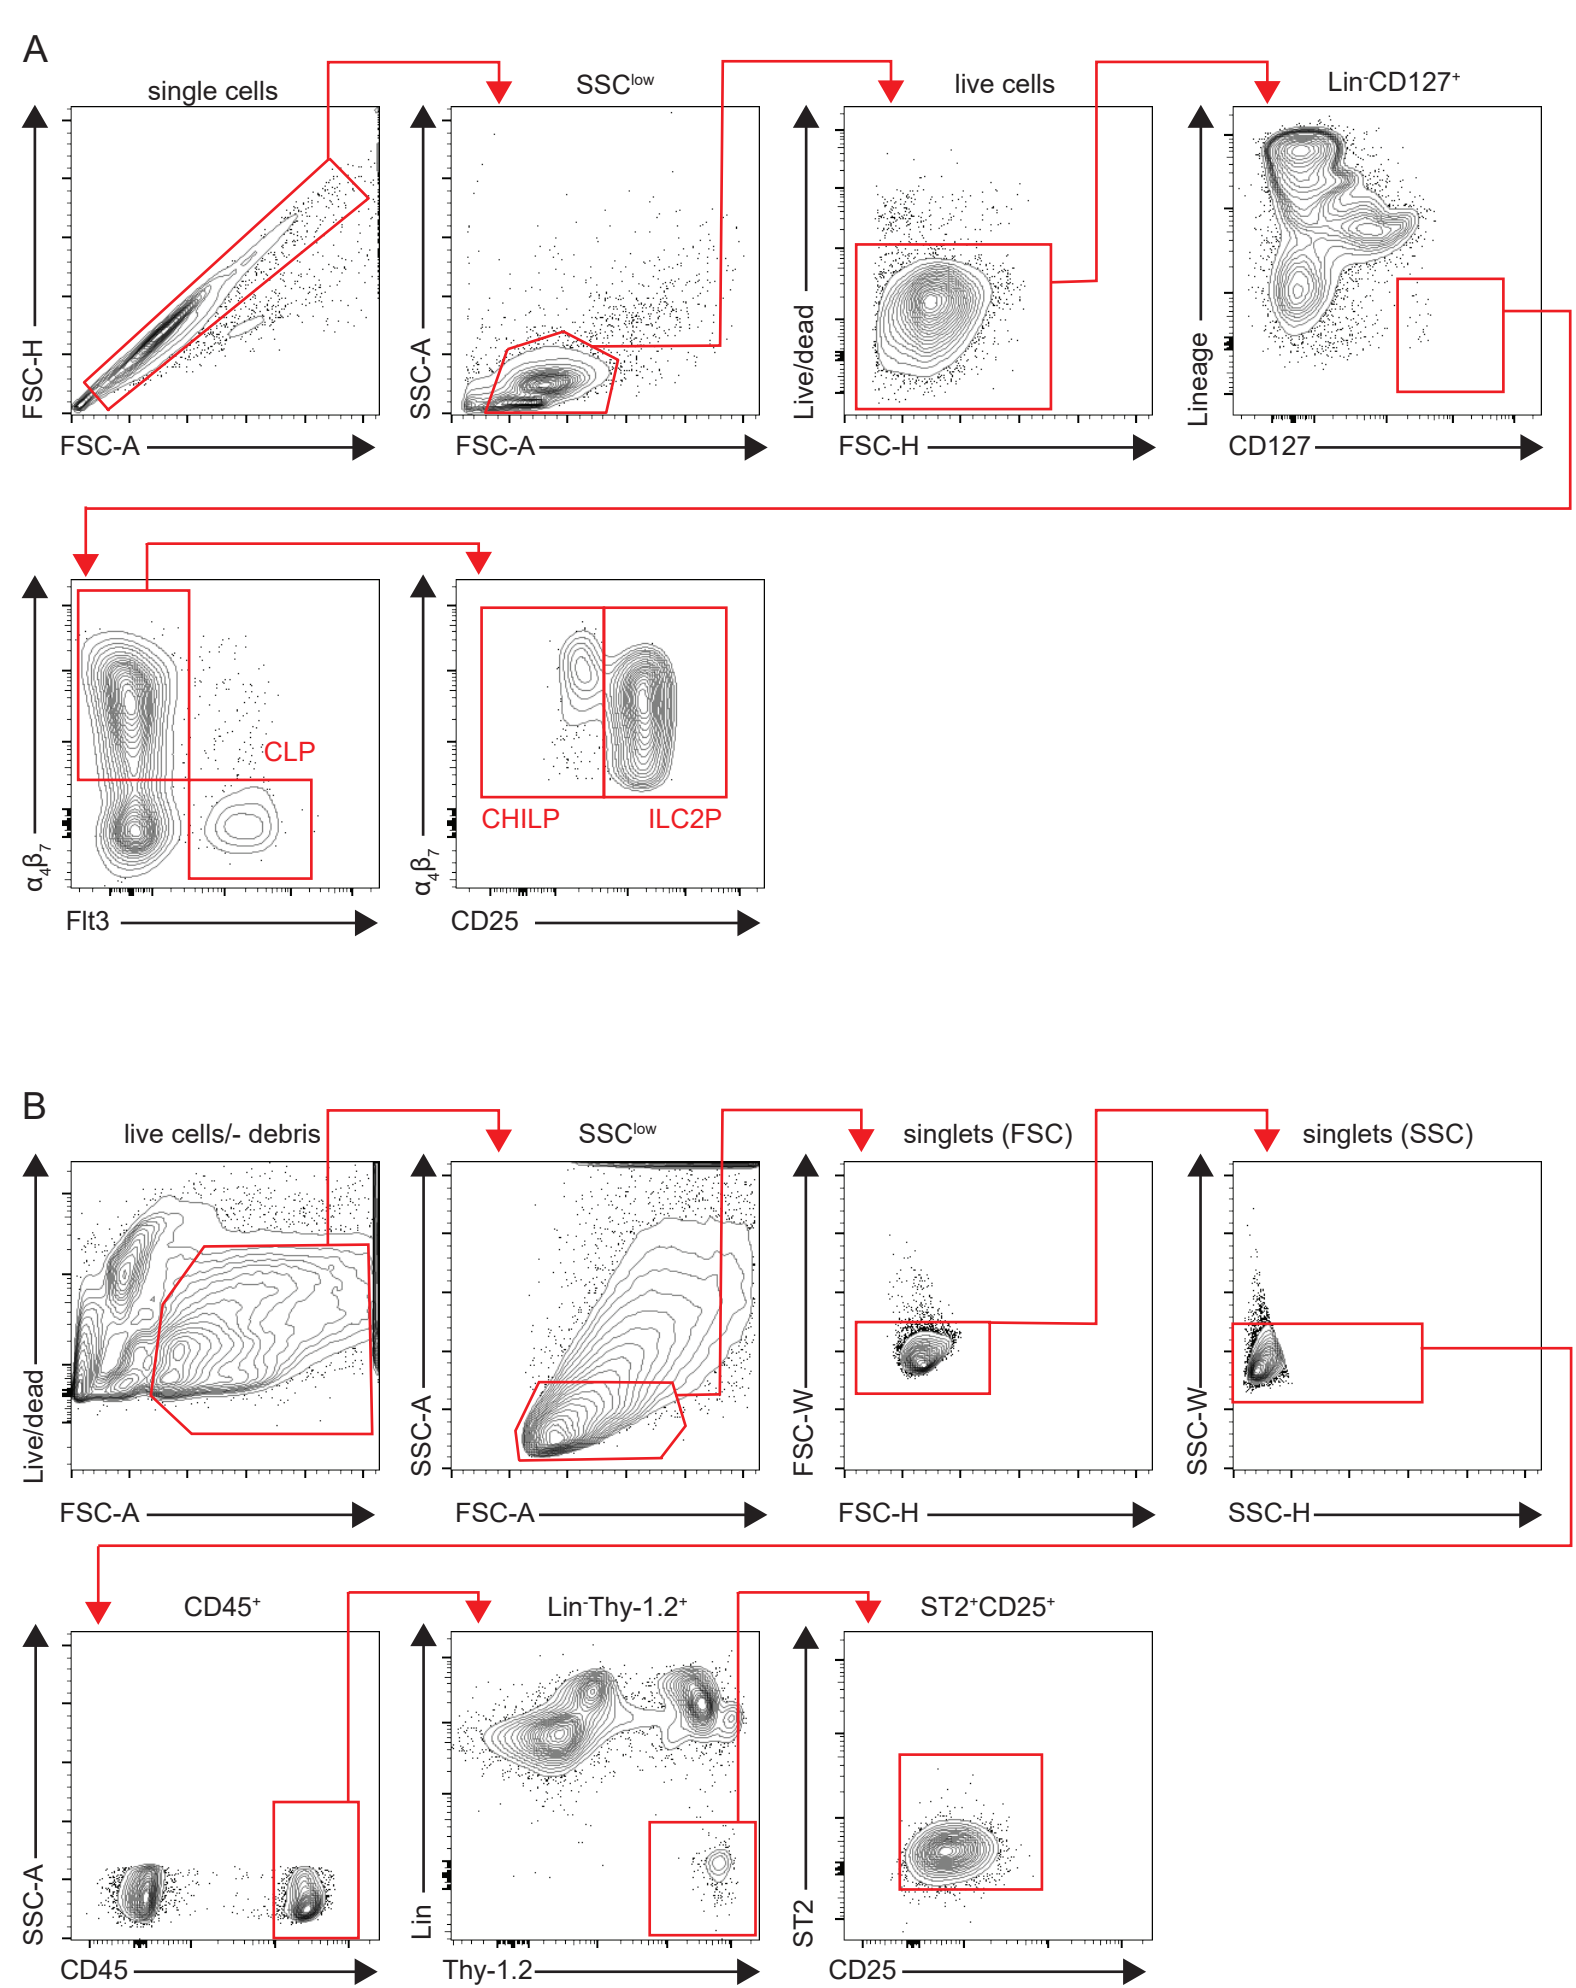 A
single cells
SSClow
live cells
Lin-CD127+
FSC-H
SSC-A
Live/dead
Lineage
FSC-A
FSC-A
FSC-H
CD127
α4β7
CLP
α4β7
CHILP
ILC2P
Flt3
CD25
B
live cells/- debris
SSClow
singlets (FSC)
singlets (SSC)
Live/dead
SSC-A
FSC-W
SSC-W
FSC-A
FSC-A
FSC-H
SSC-H
CD45+
Lin-Thy-1.2+
ST2+CD25+
SSC-A
Lin
ST2
CD45
Thy-1.2
CD25